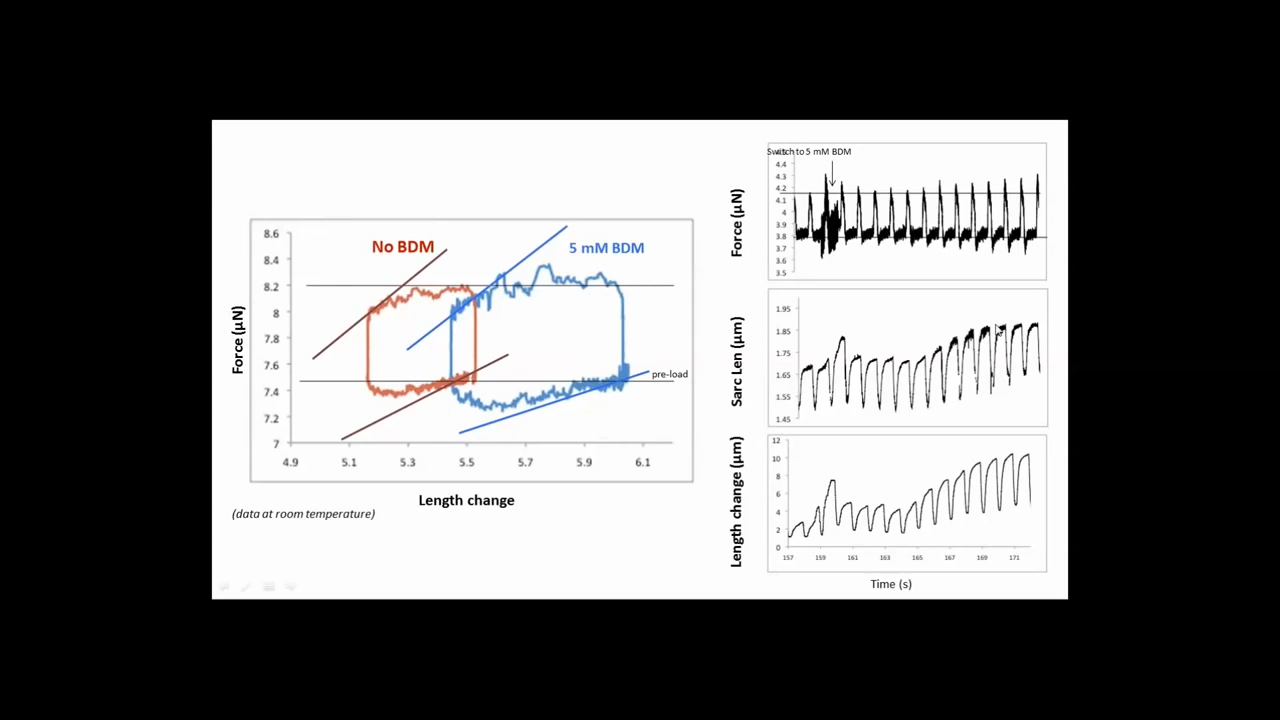 No BDM
5 mM BDM
Force (µN)
8.6
8.4
8.2
8
7.8
7.6
7.4
7.2
7
pre-load
4.9 5.1 5.3 5.5 5.7 5.9 6.1
Length change
(data at room temperature)
Switch to 5 mM BDM
Force (µN)
4.4
4.3
4.2
4.1
4
3.9
3.8
3.7
3.6
3.5
Sarc Len (µm)
1.95
1.85
1.75
1.65
1.55
1.45
Length change (µm)
12
10
8
6
4
2
0
157 159 161 163 165 167 169 171
Time (s)